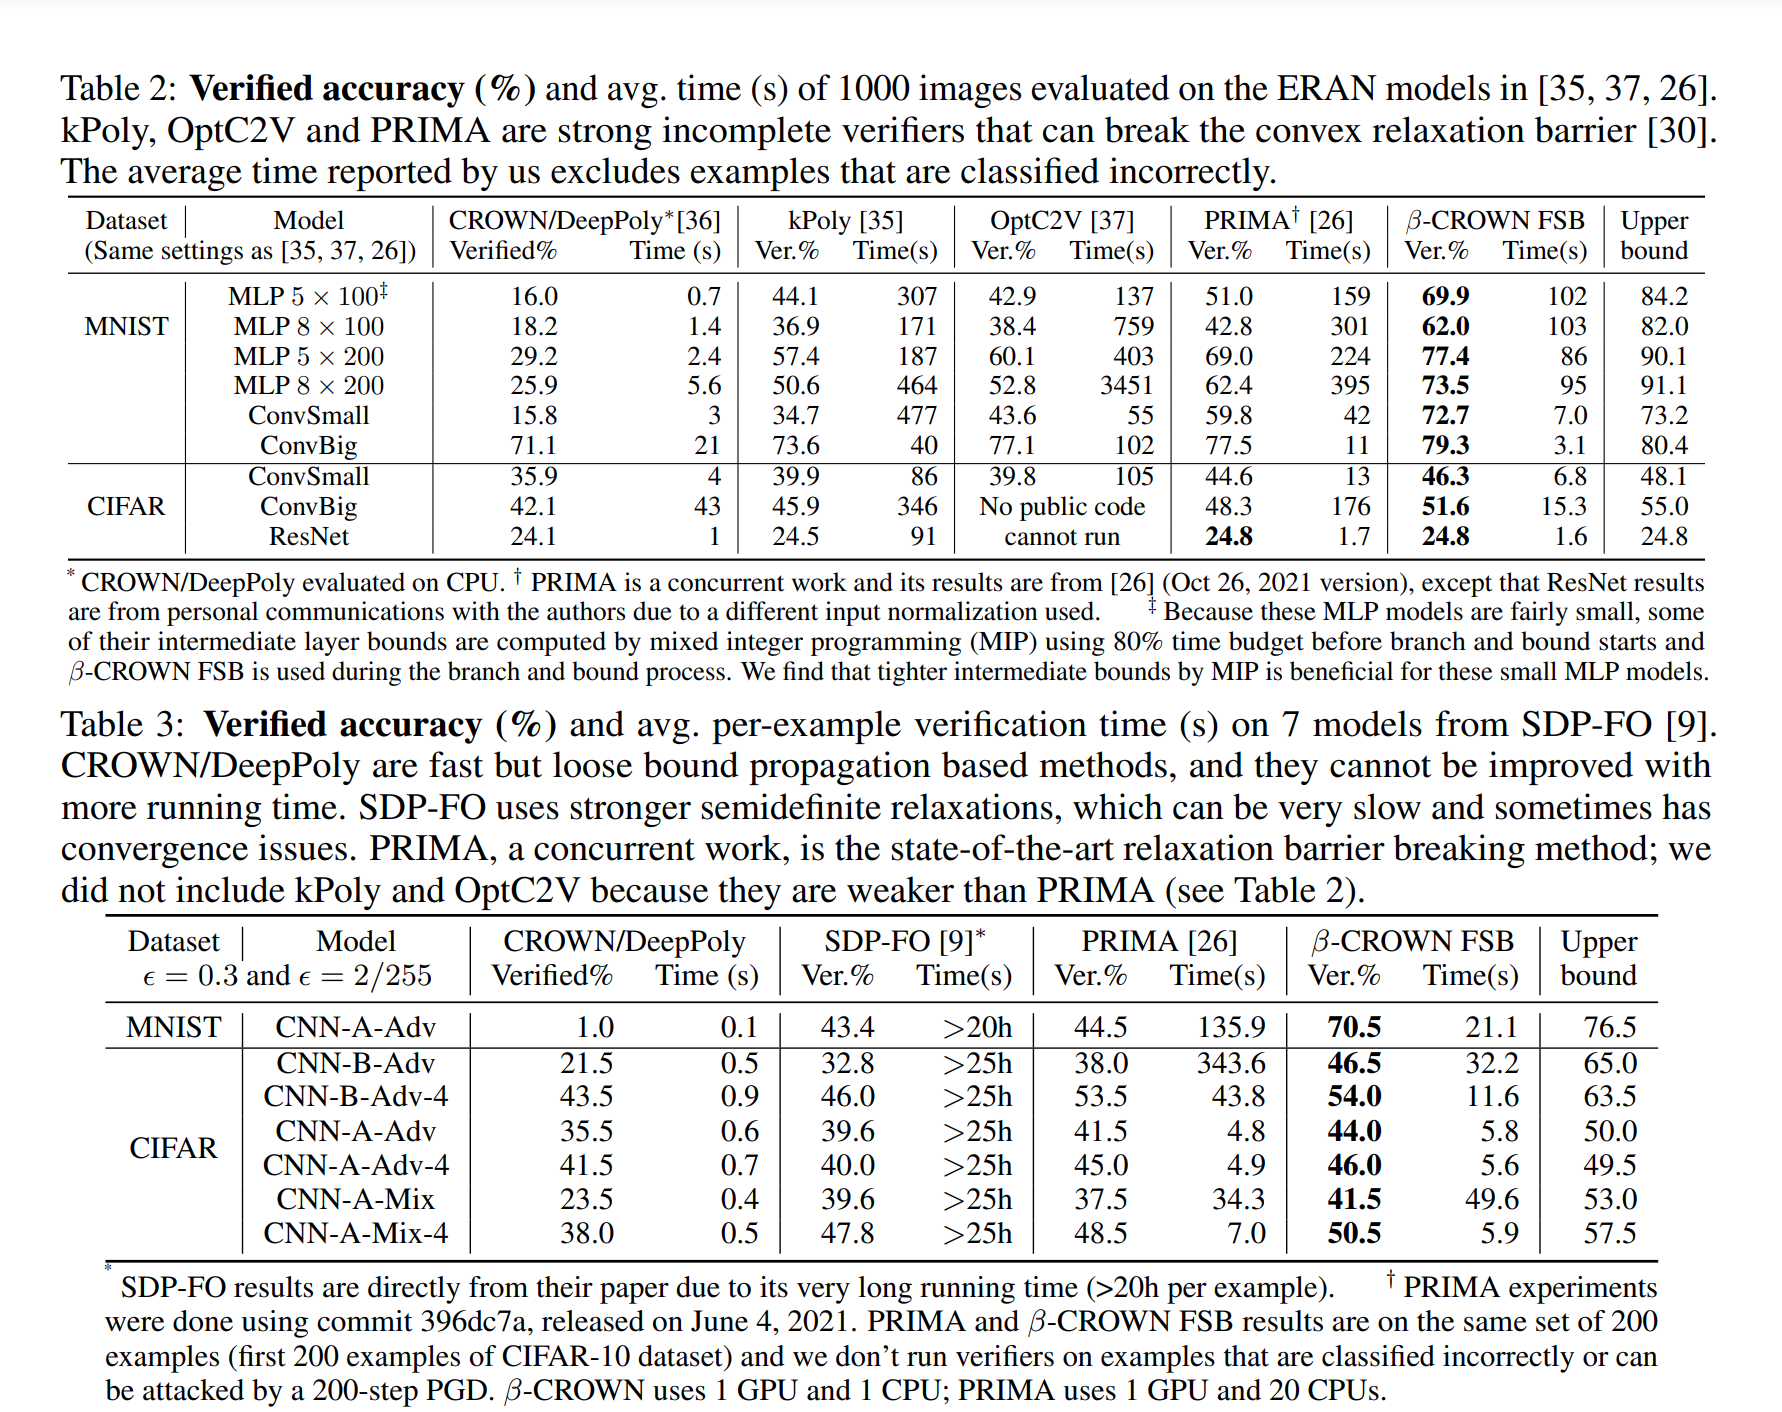 Table 2: Verified accuracy (%) and avg. time (s) of 1000 images evaluated on the ERAN models in [35, 37, 26].
kPoly, OptC2V and PRIMA are strong incomplete verifiers that can break the convex relaxation barrier [30].
The average time reported by us excludes examples that are classified incorrectly.
Dataset Model CROWN/DeepPoly*[36] kPoly [35] OptC2V [37] PRIMA† [26] β-CROWN FSB Upper
(Same settings as [35, 37, 26]) Verified% Time (s) Ver.% Time(s) Ver.% Time(s) Ver.% Time(s) Ver.% Time(s) bound
MLP 5 × 100‡ 16.0 0.7 44.1 307 42.9 137 51.0 159 69.9 102 84.2
MNIST MLP 8 × 100 18.2 1.4 36.9 171 38.4 759 42.8 301 62.0 103 82.0
MLP 5 × 200 29.2 2.4 57.4 187 60.1 403 69.0 224 77.4 86 90.1
MLP 8 × 200 25.9 5.6 50.6 464 52.8 3451 62.4 395 73.5 95 91.1
ConvSmall 15.8 3 34.7 477 43.6 55 59.8 42 72.7 7.0 73.2
ConvBig 71.1 21 73.6 40 77.1 102 77.5 11 79.3 3.1 80.4
ConvSmall 35.9 4 39.9 86 39.8 105 44.6 13 46.3 6.8 48.1
CIFAR ConvBig 42.1 43 45.9 346 No public code 48.3 176 51.6 15.3 55.0
ResNet 24.1 1 24.5 91 cannot run 24.8 1.7 24.8 1.6 24.8
* CROWN/DeepPoly evaluated on CPU. † PRIMA is a concurrent work and its results are from [26] (Oct 26, 2021 version), except that ResNet results
are from personal communications with the authors due to a different input normalization used. ‡ Because these MLP models are fairly small, some
of their intermediate layer bounds are computed by mixed integer programming (MIP) using 80% time budget before branch and bound starts and
β-CROWN FSB is used during the branch and bound process. We find that tighter intermediate bounds by MIP is beneficial for these small MLP models.
Table 3: Verified accuracy (%) and avg. per-example verification time (s) on 7 models from SDP-FO [9].
CROWN/DeepPoly are fast but loose bound propagation based methods, and they cannot be improved with
more running time. SDP-FO uses stronger semidefinite relaxations, which can be very slow and sometimes has
convergence issues. PRIMA, a concurrent work, is the state-of-the-art relaxation barrier breaking method; we
did not include kPoly and OptC2V because they are weaker than PRIMA (see Table 2).
Dataset Model CROWN/DeepPoly SDP-FO [9]* PRIMA [26] β-CROWN FSB Upper
ϵ = 0.3 and ϵ = 2/255 Verified% Time (s) Ver.% Time(s) Ver.% Time(s) Ver.% Time(s) bound
MNIST CNN-A-Adv 1.0 0.1 43.4 >20h 44.5 135.9 70.5 21.1 76.5
CNN-B-Adv 21.5 0.5 32.8 >25h 38.0 343.6 46.5 32.2 65.0
CNN-B-Adv-4 43.5 0.9 46.0 >25h 53.5 43.8 54.0 11.6 63.5
CIFAR CNN-A-Adv 35.5 0.6 39.6 >25h 41.5 4.8 44.0 5.8 50.0
CNN-A-Adv-4 41.5 0.7 40.0 >25h 45.0 4.9 46.0 5.6 49.5
CNN-A-Mix 23.5 0.4 39.6 >25h 37.5 34.3 41.5 49.6 53.0
CNN-A-Mix-4 38.0 0.5 47.8 >25h 48.5 7.0 50.5 5.9 57.5
* SDP-FO results are directly from their paper due to its very long running time (>20h per example). † PRIMA experiments
were done using commit 396dc7a, released on June 4, 2021. PRIMA and β-CROWN FSB results are on the same set of 200
examples (first 200 examples of CIFAR-10 dataset) and we don't run verifiers on examples that are classified incorrectly or can
be attacked by a 200-step PGD. β-CROWN uses 1 GPU and 1 CPU; PRIMA uses 1 GPU and 20 CPUs.